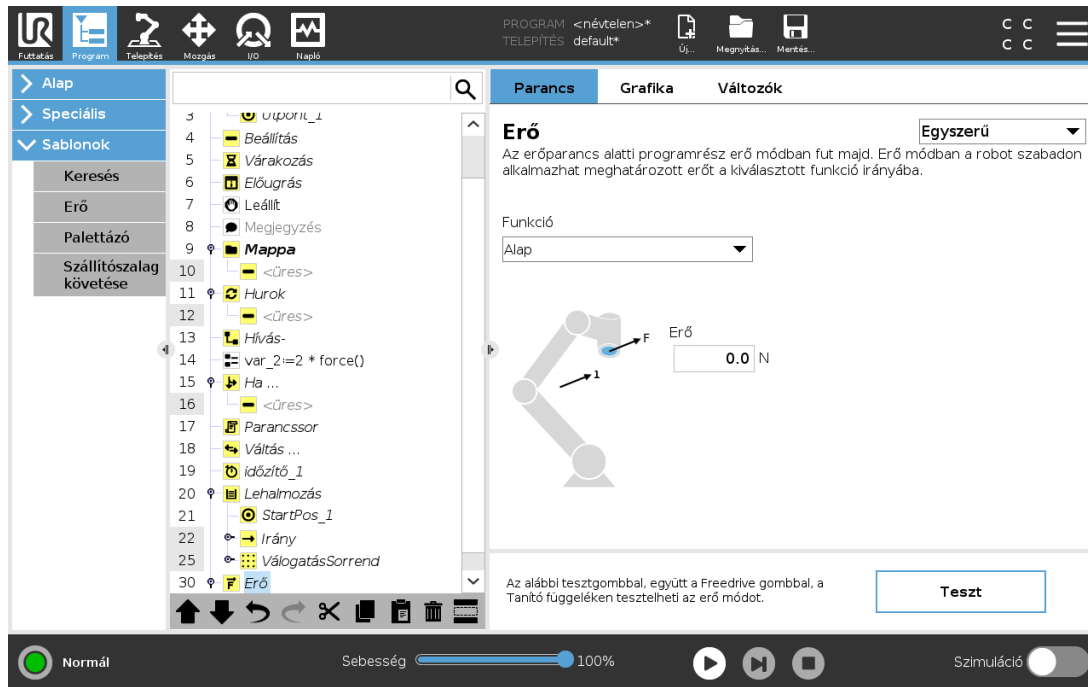 PROGRAM <névtelen>*
TELEPÍTÉS default*
Futtatás
Program
Telepítés
Mozgás
I/O
Napló
Új...
Megnyitás...
Mentés...
C C
C C
Alap
Speciális
Sablonok
Keresés
Erő
Palettázó
Szállítószalag
követése
3 Útpont_1
4 Beállítás
5 Várakozás
6 Előugrás
7 Leállít
8 Megjegyzés
9 Mappa
10 <üres>
11 Hurok
12 <üres>
13 Hívás-
14 var_2:=2 * force()
15 Ha ...
16 <üres>
17 Parancssor
18 Váltás ...
19 időzítő_1
20 Lehalmozás
21 StartPos_1
22 Irány
25 VálogatásSorrend
30 Erő
Parancs
Grafika
Változók
Erő
Egyszerű
Az erőparancs alatti programrész erő módban fut majd. Erő módban a robot szabadon
alkalmazhat meghatározott erőt a kiválasztott funkció irányába.
Funkció
Alap
F
1
Erő
0.0 N
Az alábbi tesztgombbal, együtt a Freedrive gombbal, a
Tanító függeléken tesztelheti az erő módot.
Teszt
Normál
Sebesség
100%
Szimuláció